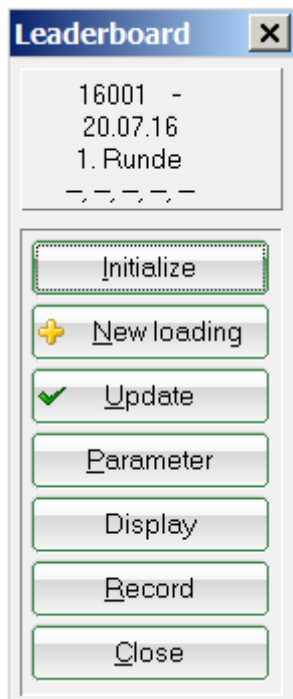 Leaderboard
16001 -
20.07.16
1. Runde
–,–,–,–,–
Initialize
New loading
Update
Parameter
Display
Record
Close